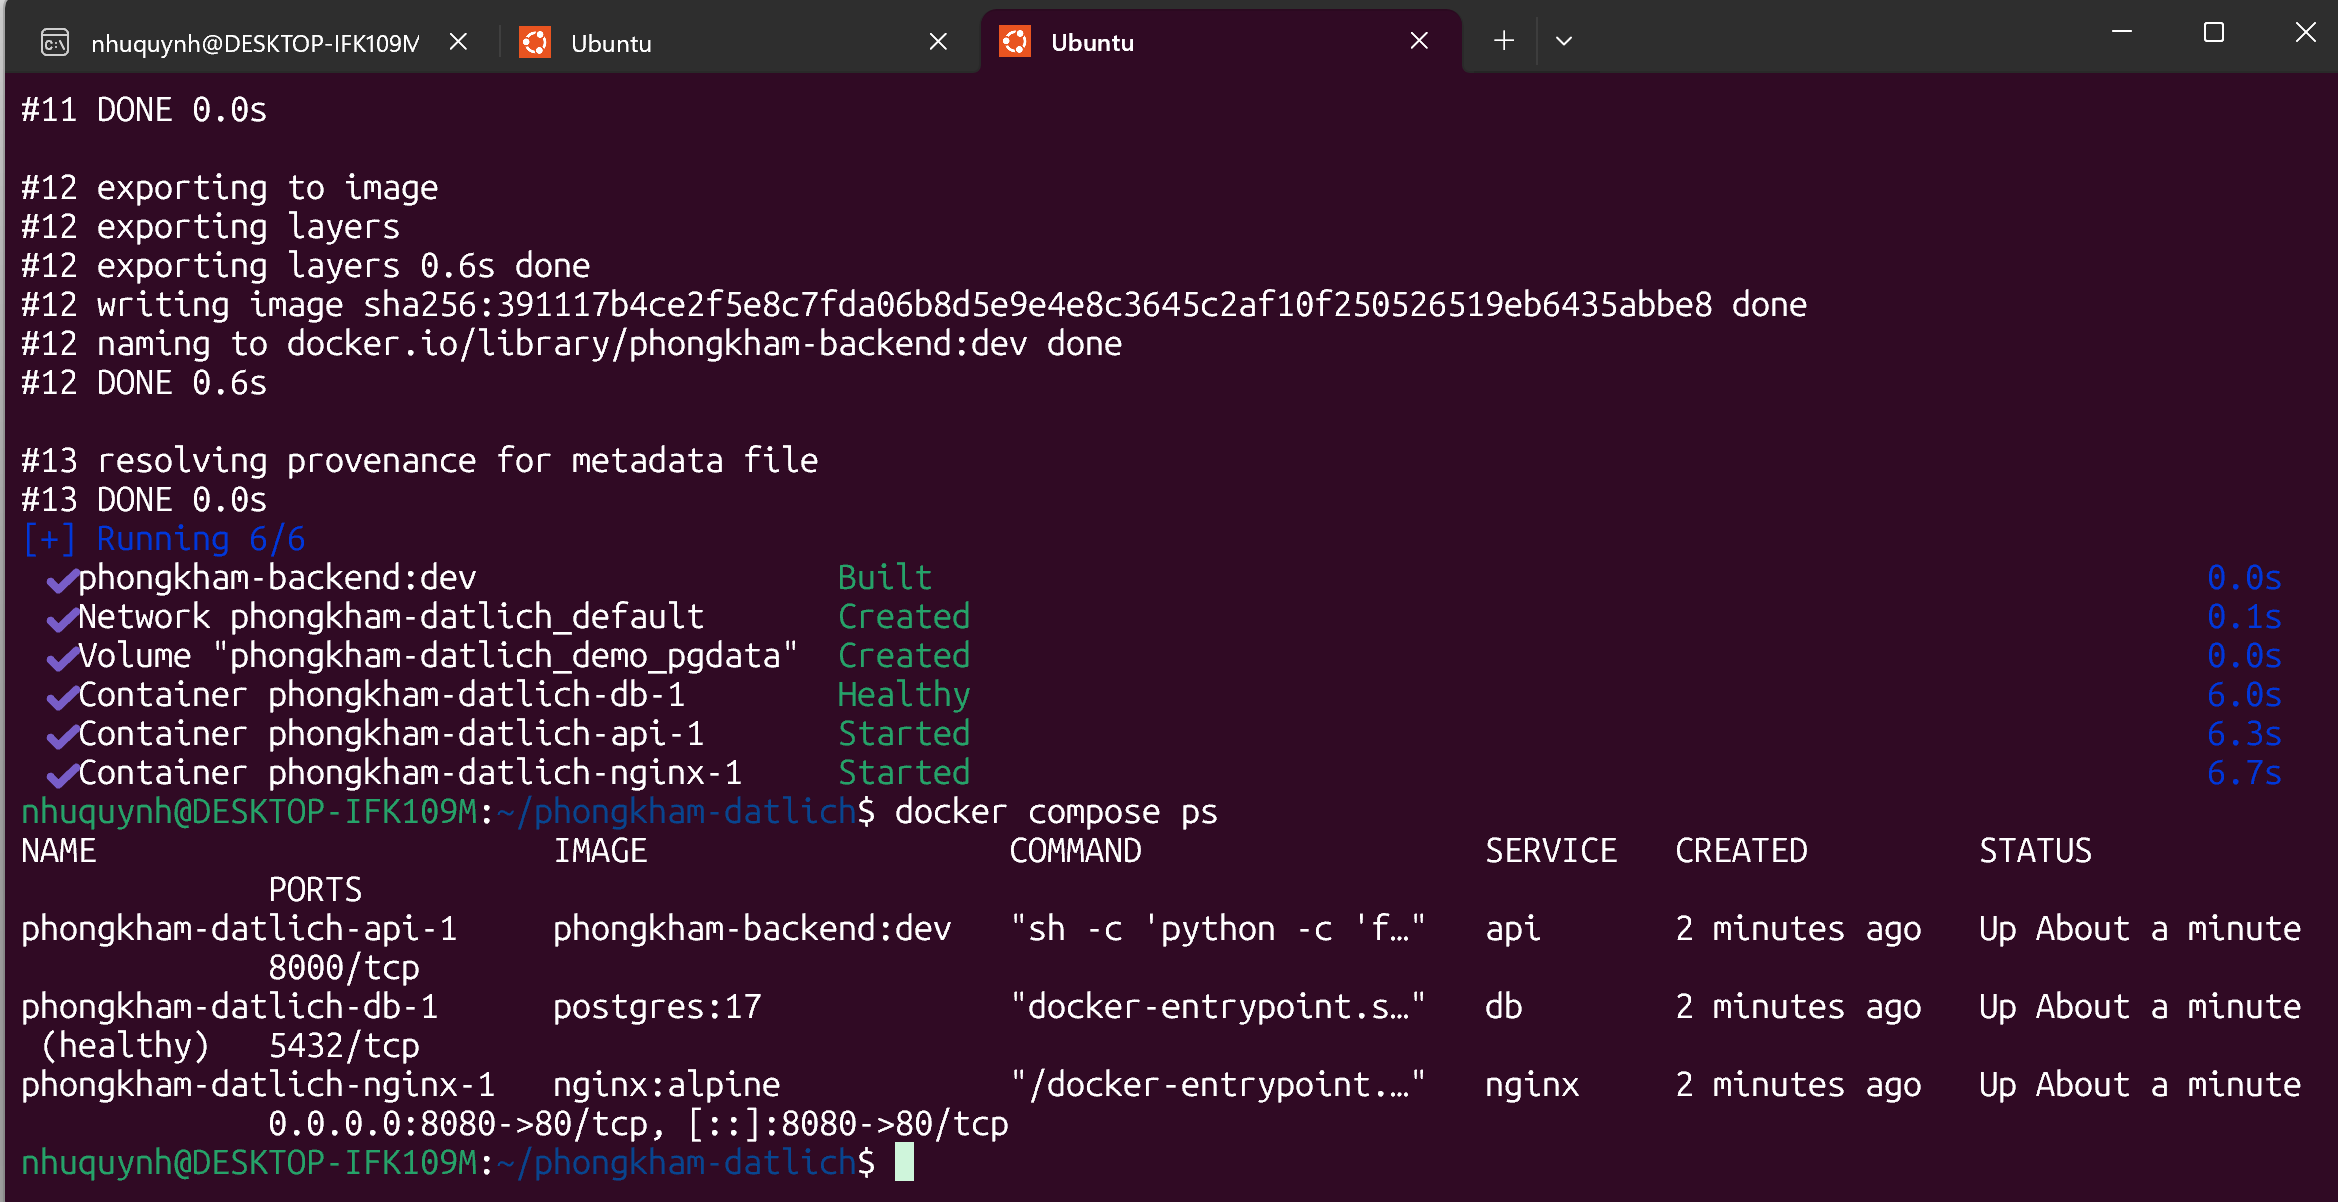 nhuquynh@DESKTOP-IFK109M
Ubuntu
Ubuntu
#11 DONE 0.0s
#12 exporting to image
#12 exporting layers
#12 exporting layers 0.6s done
#12 writing image sha256:391117b4ce2f5e8c7fda06b8d5e9e4e8c3645c2af10f250526519eb6435abbe8 done
#12 naming to docker.io/library/phongkham-backend:dev done
#12 DONE 0.6s
#13 resolving provenance for metadata file
#13 DONE 0.0s
[+] Running 6/6
✔phongkham-backend:dev Built 0.0s
✔Network phongkham-datlich_default Created 0.1s
✔Volume "phongkham-datlich_demo_pgdata" Created 0.0s
✔Container phongkham-datlich-db-1 Healthy 6.0s
✔Container phongkham-datlich-api-1 Started 6.3s
✔Container phongkham-datlich-nginx-1 Started 6.7s
nhuquynh@DESKTOP-IFK109M:~/phongkham-datlich$ docker compose ps
NAME IMAGE COMMAND SERVICE CREATED STATUS
PORTS
phongkham-datlich-api-1 phongkham-backend:dev "sh -c 'python -c 'f…" api 2 minutes ago Up About a minute
8000/tcp
phongkham-datlich-db-1 postgres:17 "docker-entrypoint.s…" db 2 minutes ago Up About a minute
(healthy) 5432/tcp
phongkham-datlich-nginx-1 nginx:alpine "/docker-entrypoint.…" nginx 2 minutes ago Up About a minute
0.0.0.0:8080->80/tcp, [::]:8080->80/tcp
nhuquynh@DESKTOP-IFK109M:~/phongkham-datlich$